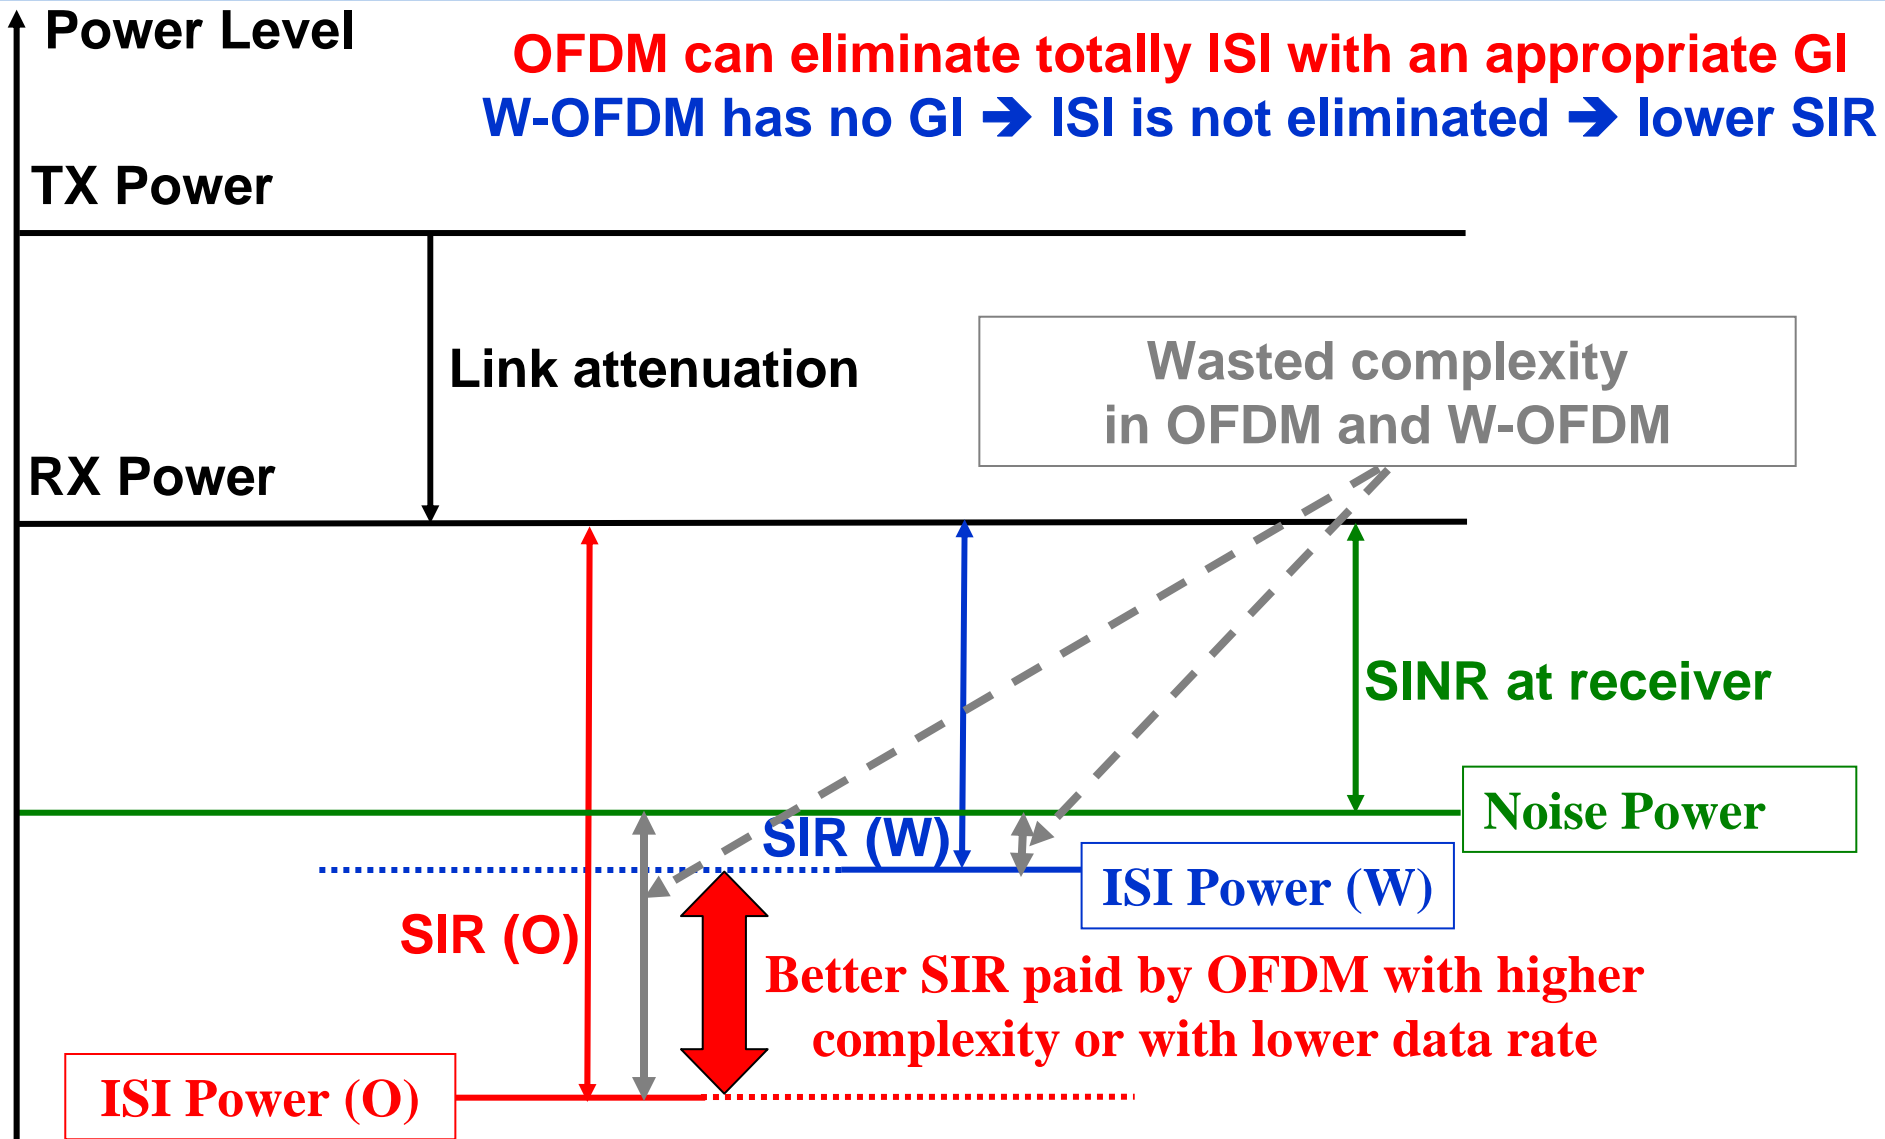 Power Level
OFDM can eliminate totally ISI with an appropriate GI
W-OFDM has no GI ➔ ISI is not eliminated ➔ lower SIR
TX Power
Link attenuation
Wasted complexity
in OFDM and W-OFDM
RX Power
SINR at receiver
Noise Power
SIR (W)
ISI Power (W)
SIR (O)
Better SIR paid by OFDM with higher
complexity or with lower data rate
ISI Power (O)